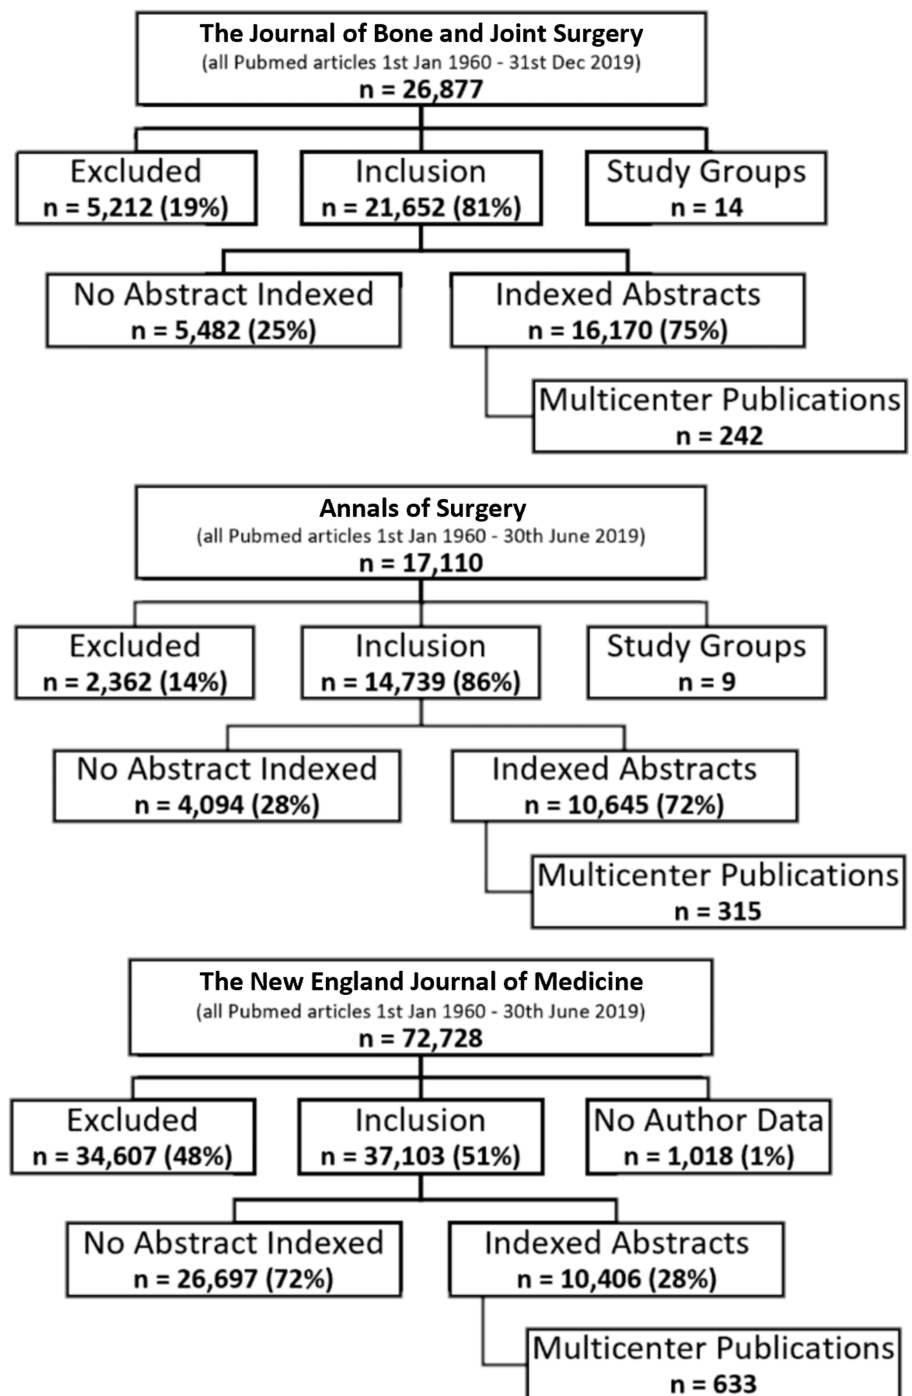 The Journal of Bone and Joint Surgery
(all Pubmed articles 1st Jan 1960 - 31st Dec 2019)
n = 26,877
Excluded
n = 5,212 (19%)
Inclusion
n = 21,652 (81%)
Study Groups
n = 14
No Abstract Indexed
n = 5,482 (25%)
Indexed Abstracts
n = 16,170 (75%)
Multicenter Publications
n = 242
Annals of Surgery
(all Pubmed articles 1st Jan 1960 - 30th June 2019)
n = 17,110
Excluded
n = 2,362 (14%)
Inclusion
n = 14,739 (86%)
Study Groups
n = 9
No Abstract Indexed
n = 4,094 (28%)
Indexed Abstracts
n = 10,645 (72%)
Multicenter Publications
n = 315
The New England Journal of Medicine
(all Pubmed articles 1st Jan 1960 - 30th June 2019)
n = 72,728
Excluded
n = 34,607 (48%)
Inclusion
n = 37,103 (51%)
No Author Data
n = 1,018 (1%)
No Abstract Indexed
n = 26,697 (72%)
Indexed Abstracts
n = 10,406 (28%)
Multicenter Publications
n = 633